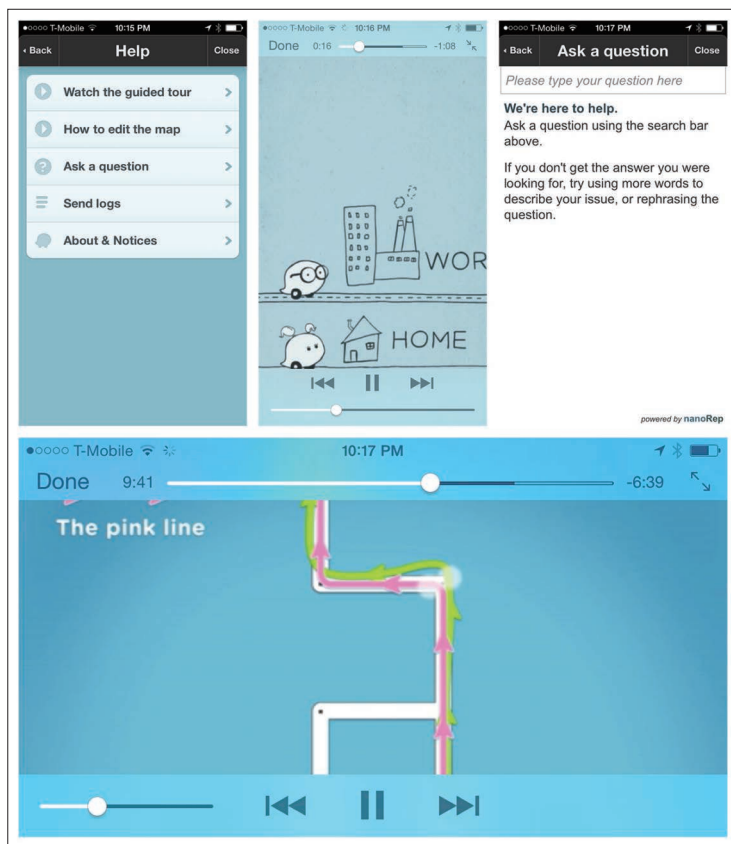 T-Mobile 10:15 PM
Back Help Close
Watch the guided tour
How to edit the map
Ask a question
Send logs
About & Notices
T-Mobile 10:16 PM
Done 0:16 -1:08
WOR
HOME
T-Mobile 10:17 PM
Back Ask a question Close
Please type your question here
We're here to help.
Ask a question using the search bar
above.
If you don't get the answer you were
looking for, try using more words to
describe your issue, or rephrasing the
question.
powered by nanoRep
T-Mobile 10:17 PM
Done 9:41 -6:39
The pink line